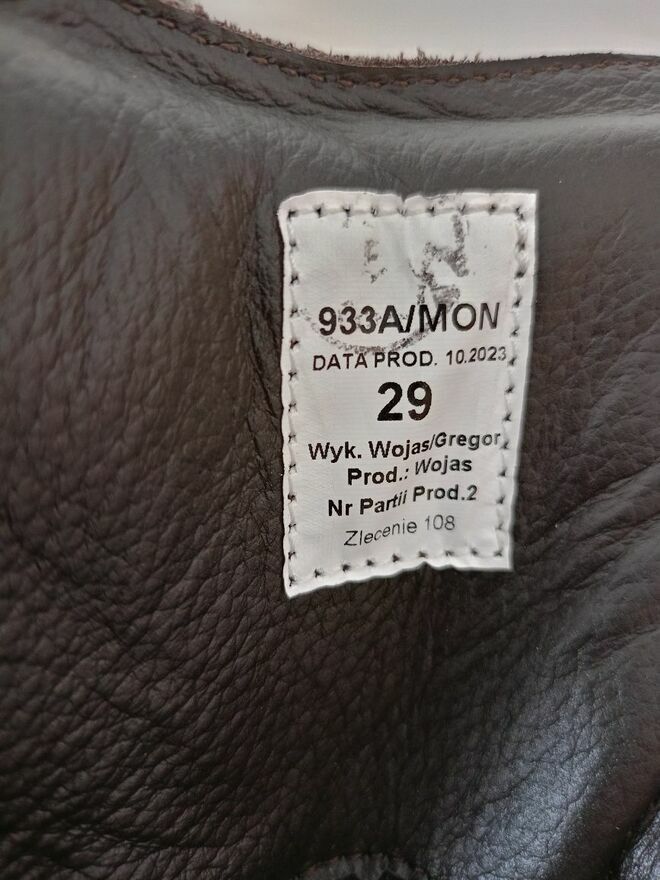 933A/MON
DATA PROD. 10.2023
29
Wyk. Wojas/Gregor
Prod.: Wojas
Nr Partii Prod.2
Zlecenie 108